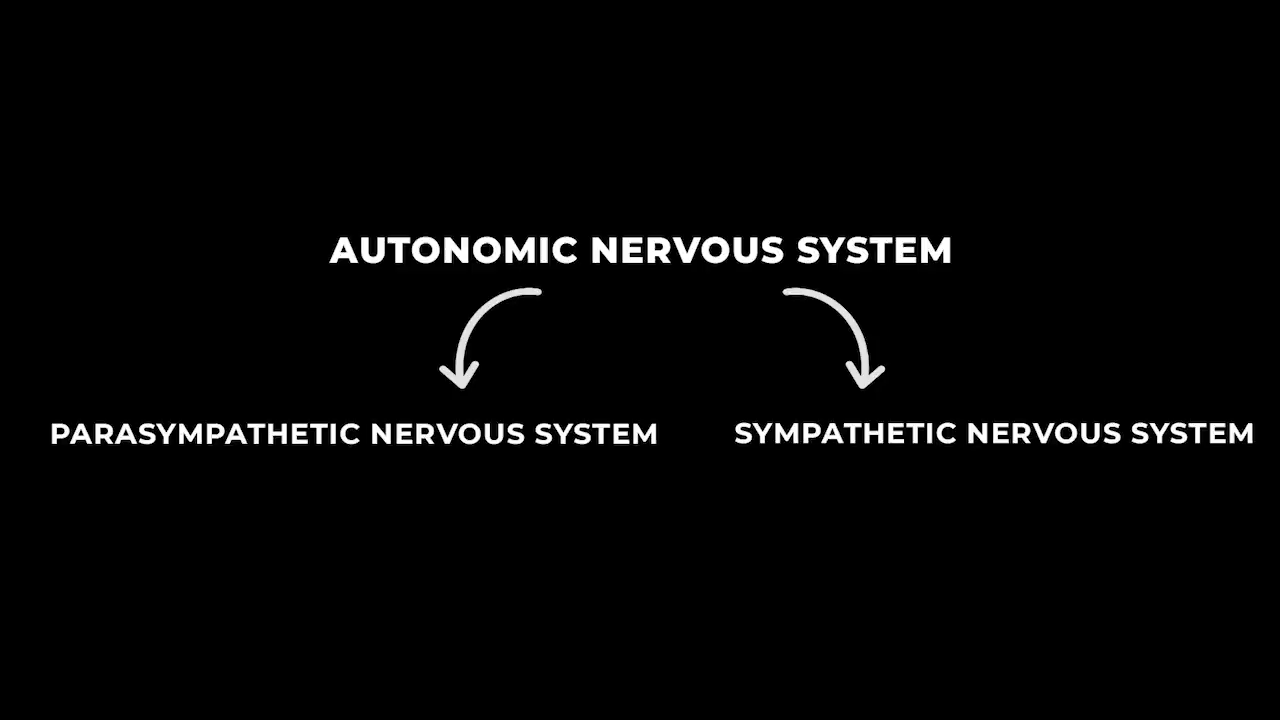 AUTONOMIC NERVOUS SYSTEM
PARASYMPATHETIC NERVOUS SYSTEM
SYMPATHETIC NERVOUS SYSTEM